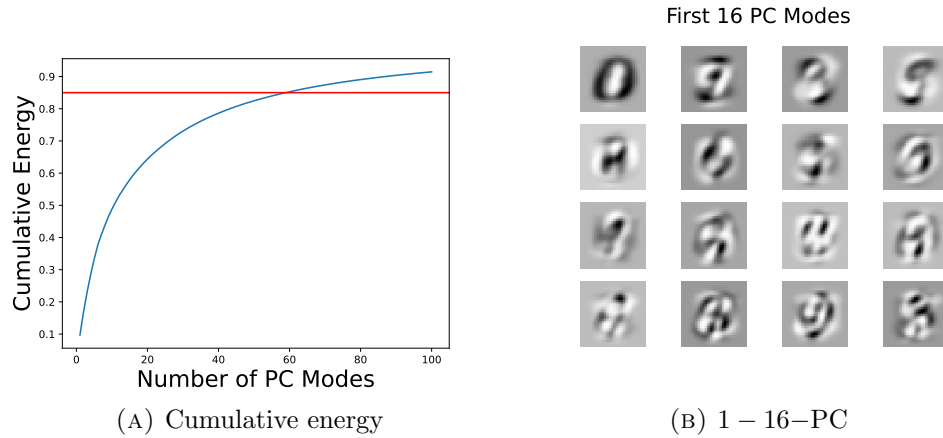 First 16 PC Modes
0.9
0.8
0.7
0.6
0.5
0.4
0.3
0.2
0.1
Cumulative Energy
0 20 40 60 80 100
Number of PC Modes
(A) Cumulative energy
(B) 1 – 16–PC